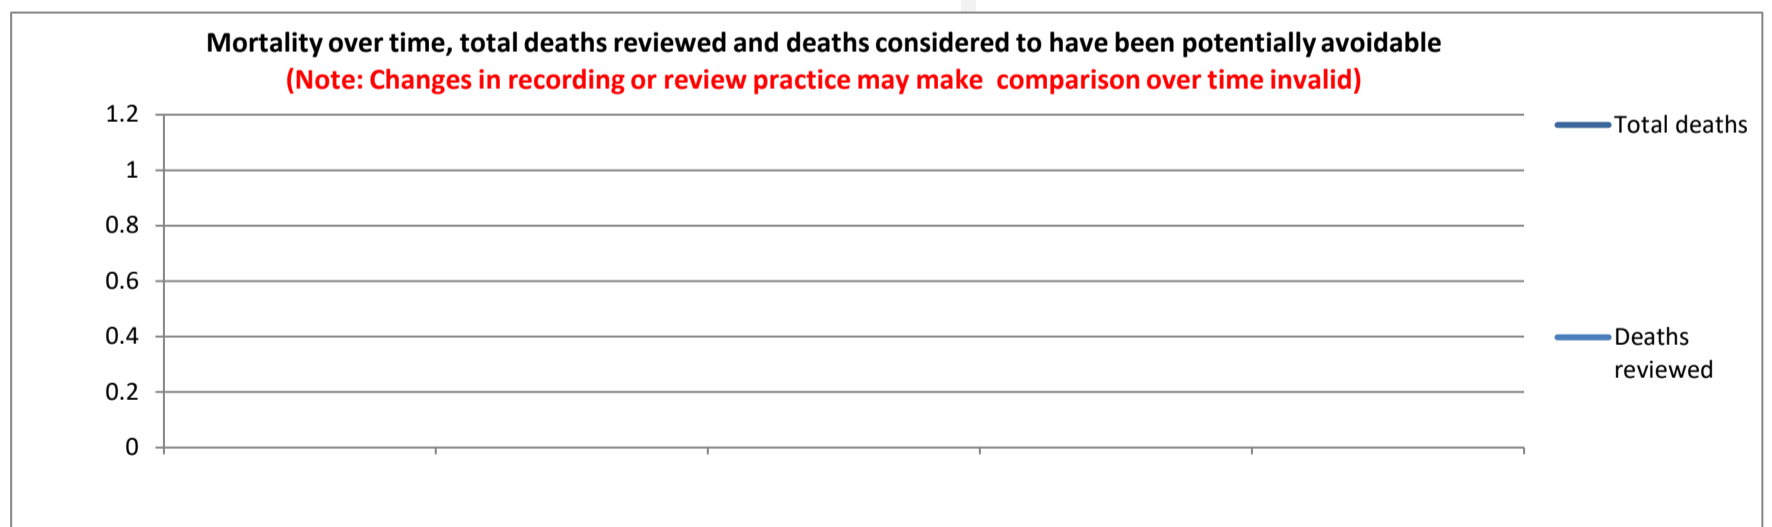 Mortality over time, total deaths reviewed and deaths considered to have been potentially avoidable
(Note: Changes in recording or review practice may make  comparison over time invalid)
1.2
1
0.8
0.6
0.4
0.2
0
Total deaths
Deaths
reviewed